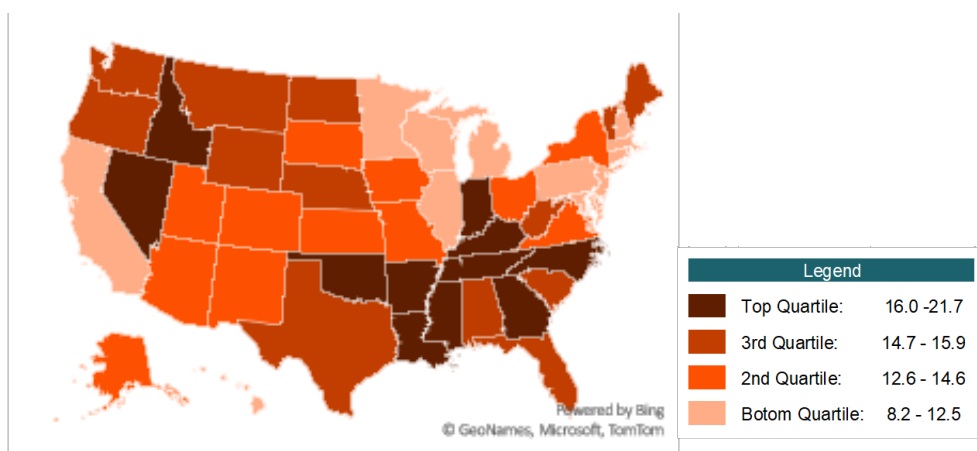 Legend
Top Quartile: 16.0 -21.7
3rd Quartile: 14.7 - 15.9
2nd Quartile: 12.6 - 14.6
Botom Quartile: 8.2 - 12.5
Powered by Bing
© GeoNames, Microsoft, TomTom